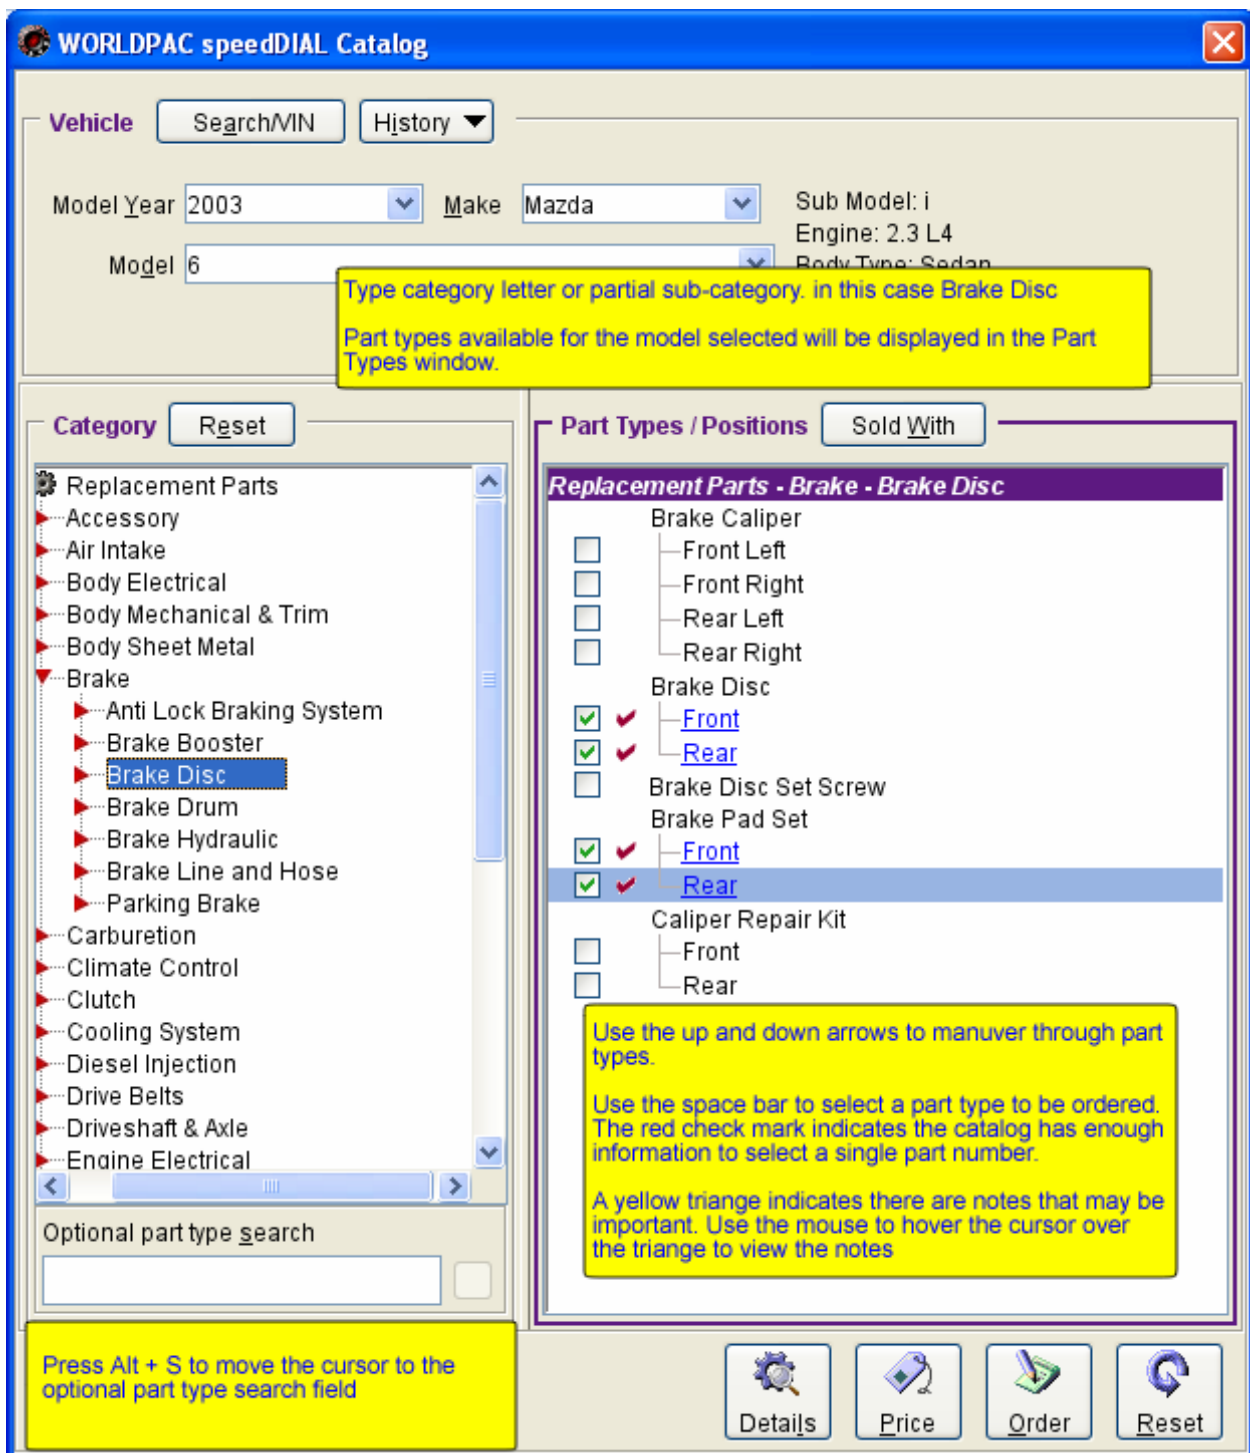 WORLDPAC speedDIAL Catalog
Vehicle Search/VIN History
Model Year 2003 Make Mazda Sub Model: i
Engine: 2.3 L4
Model 6 Body Type: Sedan
Type category letter or partial sub-category. in this case Brake Disc
Part types available for the model selected will be displayed in the Part
Types window.
Category Reset
Replacement Parts
Accessory
Air Intake
Body Electrical
Body Mechanical & Trim
Body Sheet Metal
Brake
Anti Lock Braking System
Brake Booster
Brake Disc
Brake Drum
Brake Hydraulic
Brake Line and Hose
Parking Brake
Carburetion
Climate Control
Clutch
Cooling System
Diesel Injection
Drive Belts
Driveshaft & Axle
Engine Electrical
Optional part type search
Press Alt + S to move the cursor to the
optional part type search field
Part Types / Positions Sold With
Replacement Parts - Brake - Brake Disc
Brake Caliper
Front Left
Front Right
Rear Left
Rear Right
Brake Disc
Front
Rear
Brake Disc Set Screw
Brake Pad Set
Front
Rear
Caliper Repair Kit
Front
Rear
Use the up and down arrows to manuver through part
types.
Use the space bar to select a part type to be ordered.
The red check mark indicates the catalog has enough
information to select a single part number.
A yellow triange indicates there are notes that may be
important. Use the mouse to hover the cursor over
the triange to view the notes
Details Price Order Reset